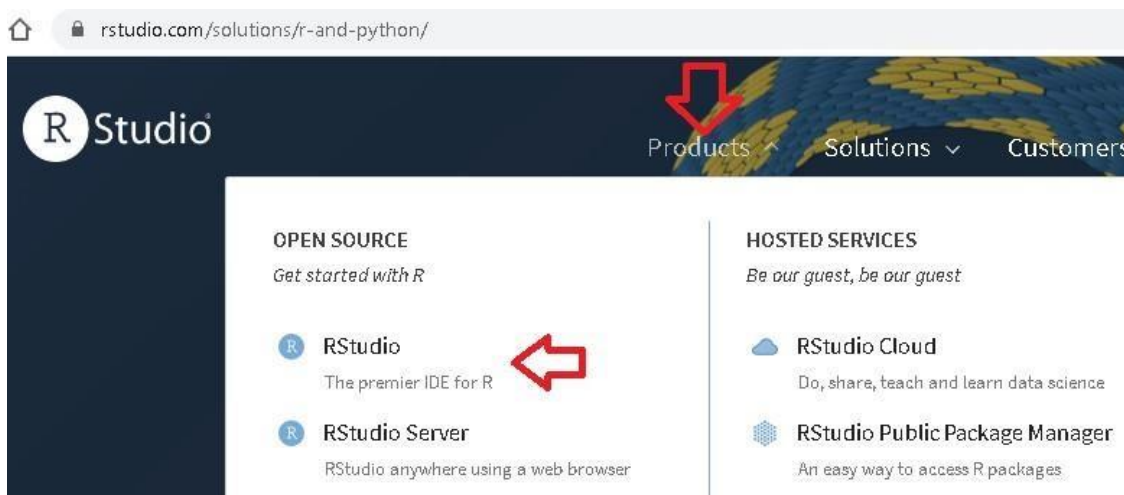 rstudio.com/solutions/r-and-python/
R Studio
Products Solutions Customers
OPEN SOURCE
Get started with R
R RStudio
The premier IDE for R
R RStudio Server
RStudio anywhere using a web browser
HOSTED SERVICES
Be our guest, be our guest
RStudio Cloud
Do, share, teach and learn data science
RStudio Public Package Manager
An easy way to access R packages